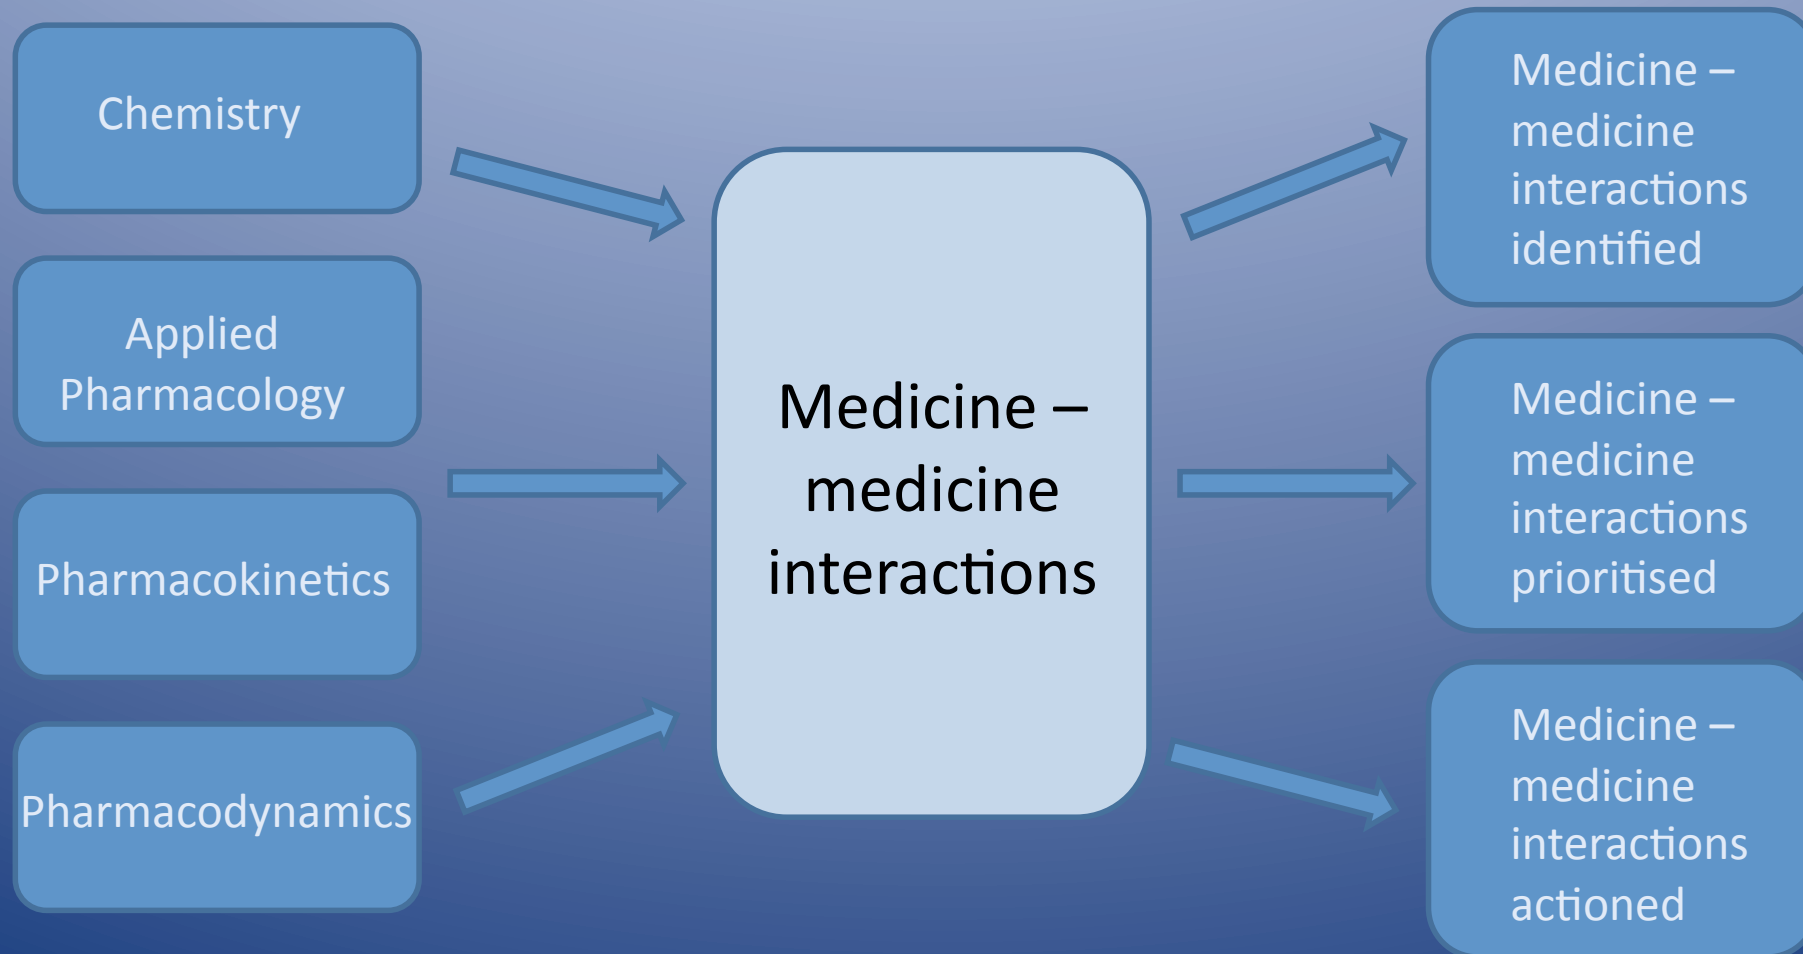 Chemistry
Applied
Pharmacology
Pharmacokinetics
Pharmacodynamics
Medicine –
medicine
interactions
Medicine –
medicine
interactions
identified
Medicine –
medicine
interactions
prioritised
Medicine –
medicine
interactions
actioned